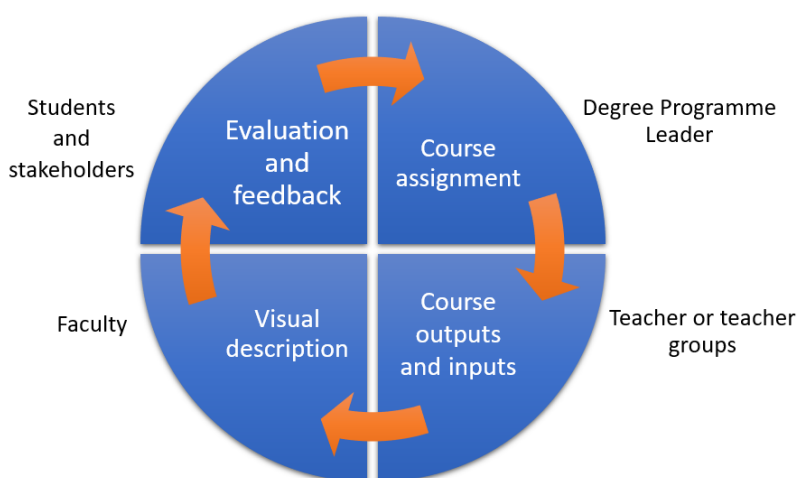 Students
and
stakeholders
Evaluation
and
feedback
Course
assignment
Degree Programme
Leader
Faculty
Visual
description
Course
outputs
and inputs
Teacher or teacher
groups